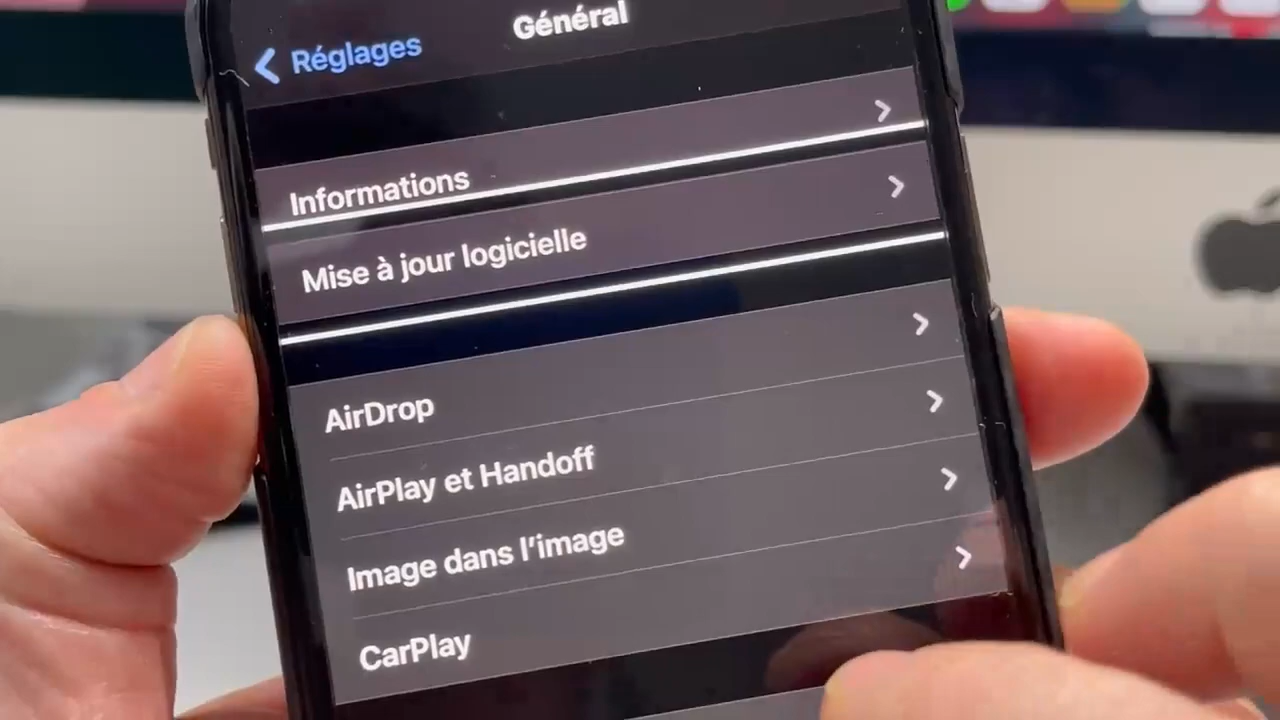 Général
Réglages
Informations
Mise à jour logicielle
AirDrop
AirPlay et Handoff
Image dans l’image
CarPlay